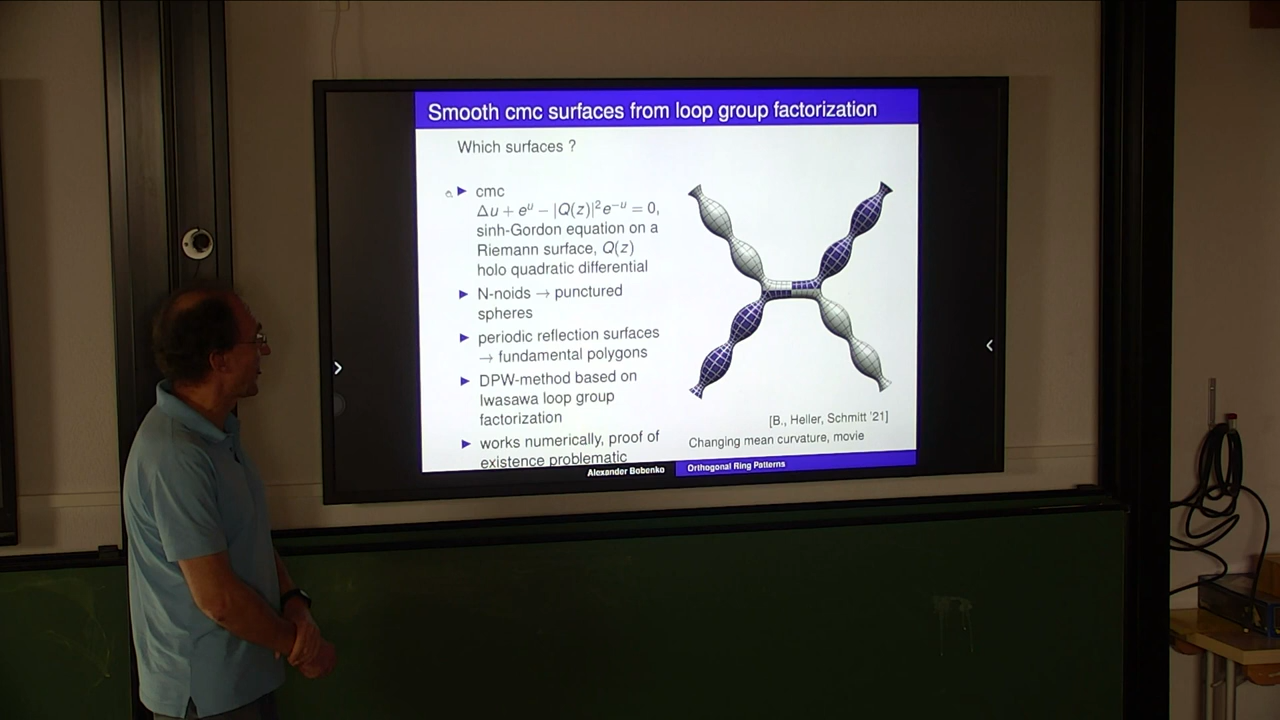 Smooth cmc surfaces from loop group factorization
Which surfaces ?
► cmc
Δu + e^u − |Q(z)|²e^−u = 0,
sinh-Gordon equation on a
Riemann surface, Q(z)
holo quadratic differential
► N-noids → punctured
spheres
► periodic reflection surfaces
→ fundamental polygons
► DPW-method based on
Iwasawa loop group
factorization
► works numerically, proof of
existence problematic
[B., Heller, Schmitt '21]
Changing mean curvature, movie
Alexander Bobenko
Orthogonal Ring Patterns